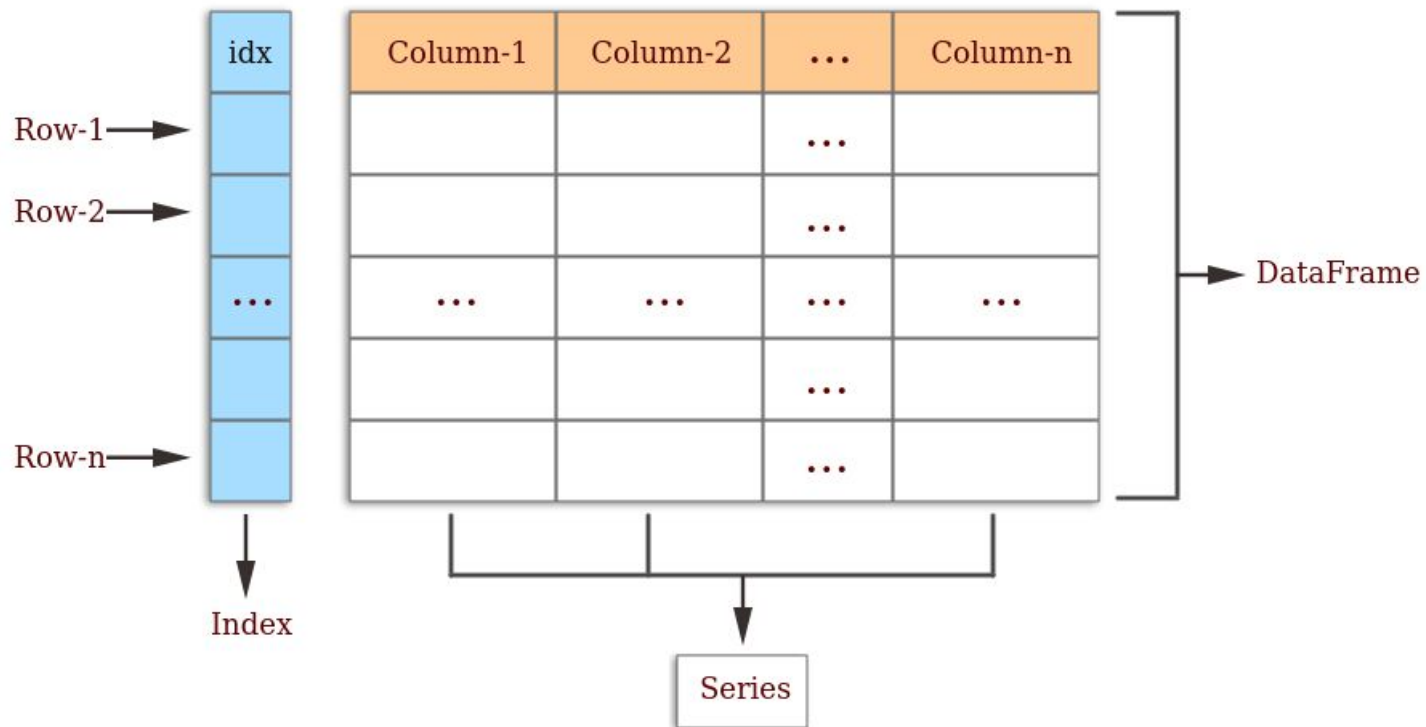 idx Column-1 Column-2 ... Column-n
Row-1 ...
Row-2 ...
... ... ... ... ...
DataFrame
...
Row-n ...
Index
Series